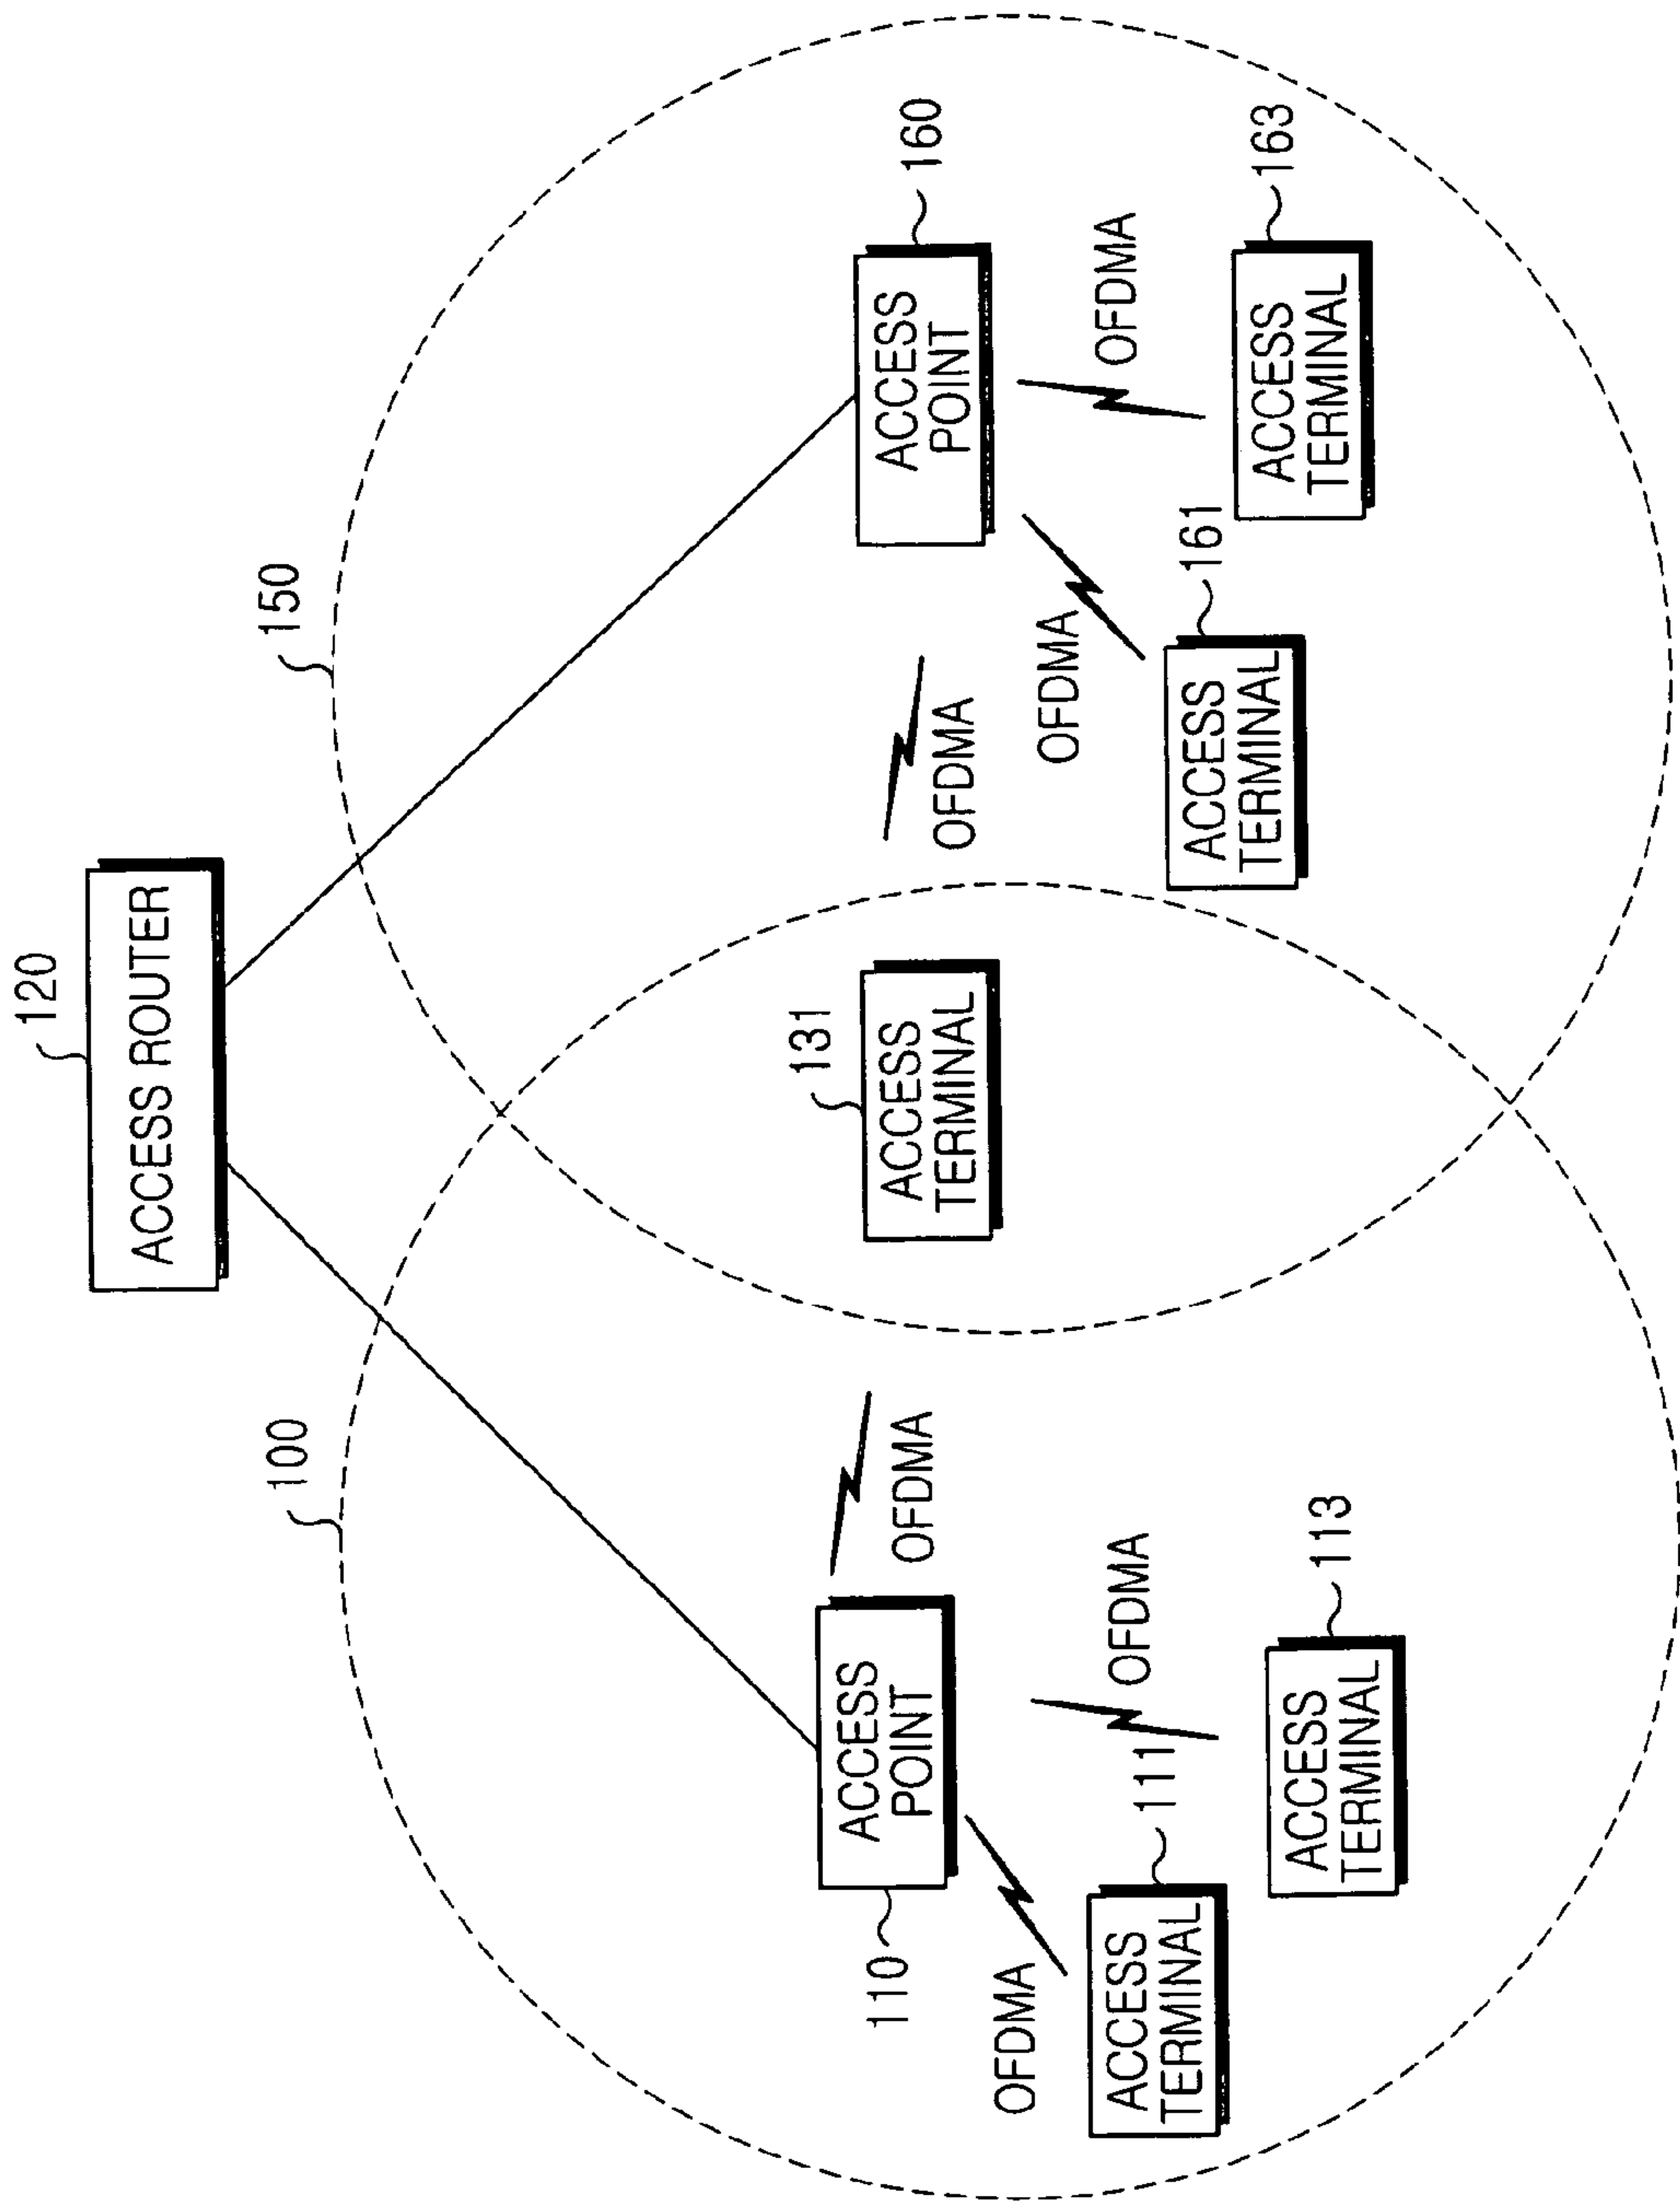 120
ACCESS ROUTER
100
150
110
ACCESS
POINT
OFDMA
131
ACCESS
TERMINAL
OFDMA
ACCESS
POINT
160
OFDMA
111
ACCESS
TERMINAL
OFDMA
113
ACCESS
TERMINAL
OFDMA
161
ACCESS
TERMINAL
OFDMA
163
ACCESS
TERMINAL